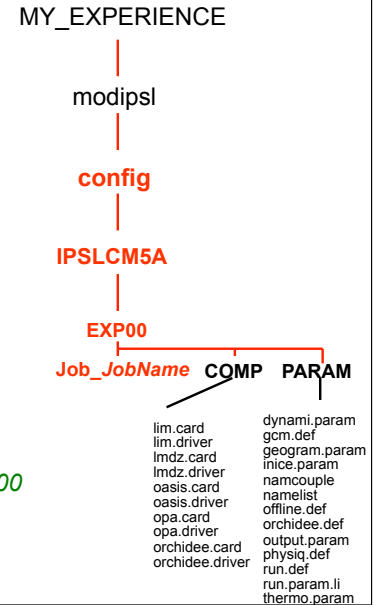 MY_EXPERIENCE
modipsl
config
IPSLCM5A
EXP00
Job_JobName COMP PARAM
lim.card
lim.driver
lmdz.card
lmdz.driver
oasis.card
oasis.driver
opa.card
opa.driver
orchidee.card
orchidee.driver
dynami.param
gcm.def
geogram.param
inice.param
namcouple
namelist
offline.def
orchidee.def
output.param
physiq.def
run.def
run.param.li
thermo.param
00